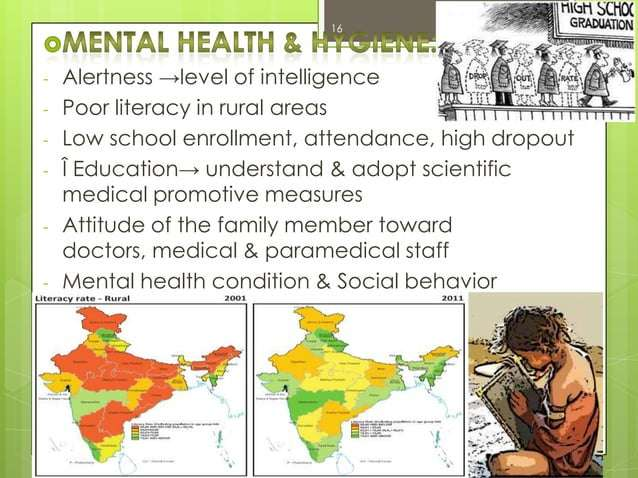 16
HIGH SCHOOL
GRADUATION
DROP OUT RATE
MENTAL HEALTH & HYGIENE:
- Alertness →level of intelligence
- Poor literacy in rural areas
- Low school enrollment, attendance, high dropout
- Î Education→ understand & adopt scientific
medical promotive measures
- Attitude of the family member toward
doctors, medical & paramedical staff
- Mental health condition & Social behavior
Literacy rate - Rural 2001
2011